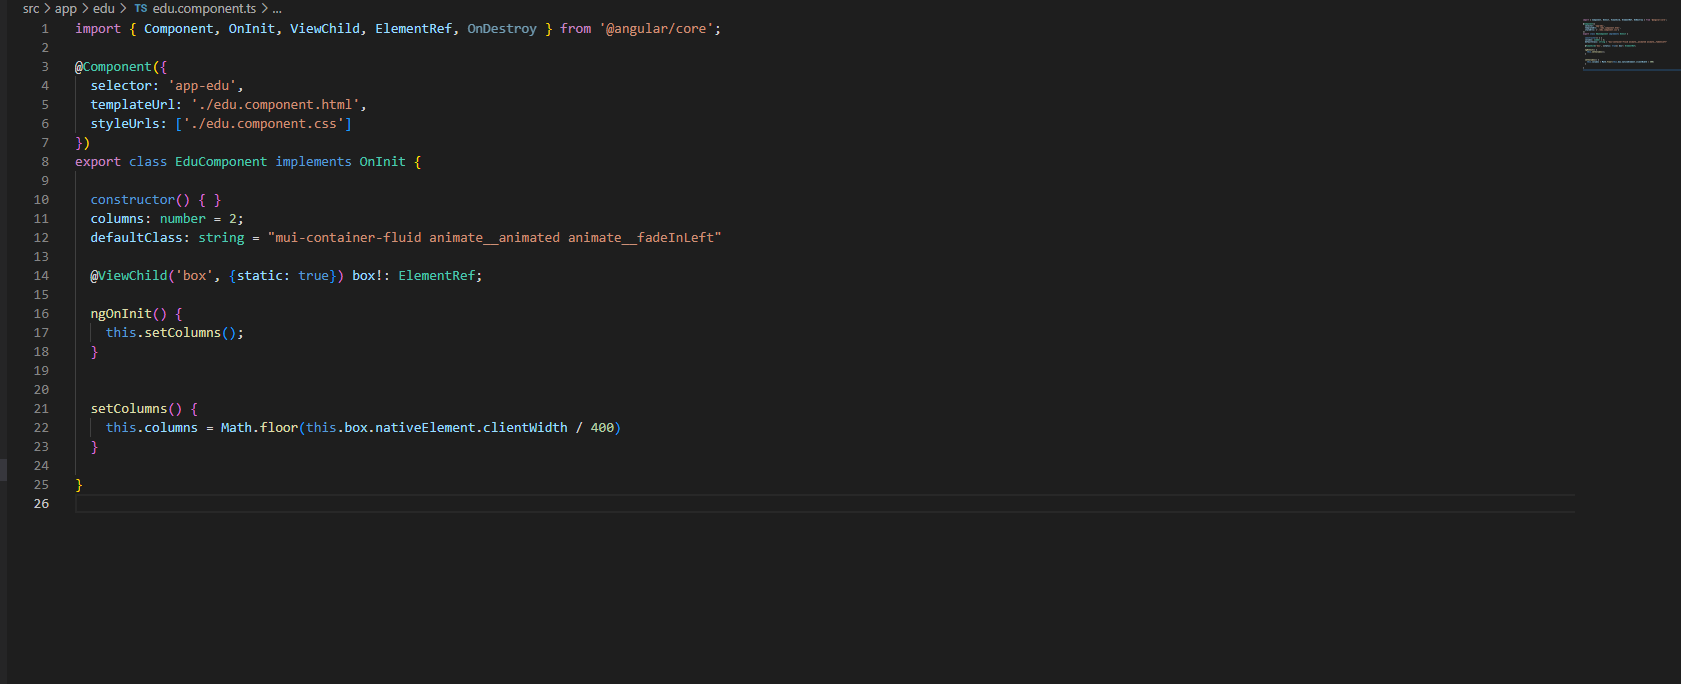 src > app > edu > TS edu.component.ts > ...
1 import { Component, OnInit, ViewChild, ElementRef, OnDestroy } from '@angular/core';
2
3 @Component({
4   selector: 'app-edu',
5   templateUrl: './edu.component.html',
6   styleUrls: ['./edu.component.css']
7 })
8 export class EduComponent implements OnInit {
9
10   constructor() { }
11   columns: number = 2;
12   defaultClass: string = "mui-container-fluid animate__animated animate__fadeInLeft"
13
14   @ViewChild('box', {static: true}) box!: ElementRef;
15
16   ngOnInit() {
17     this.setColumns();
18   }
19
20
21   setColumns() {
22     this.columns = Math.floor(this.box.nativeElement.clientWidth / 400)
23   }
24
25 }
26